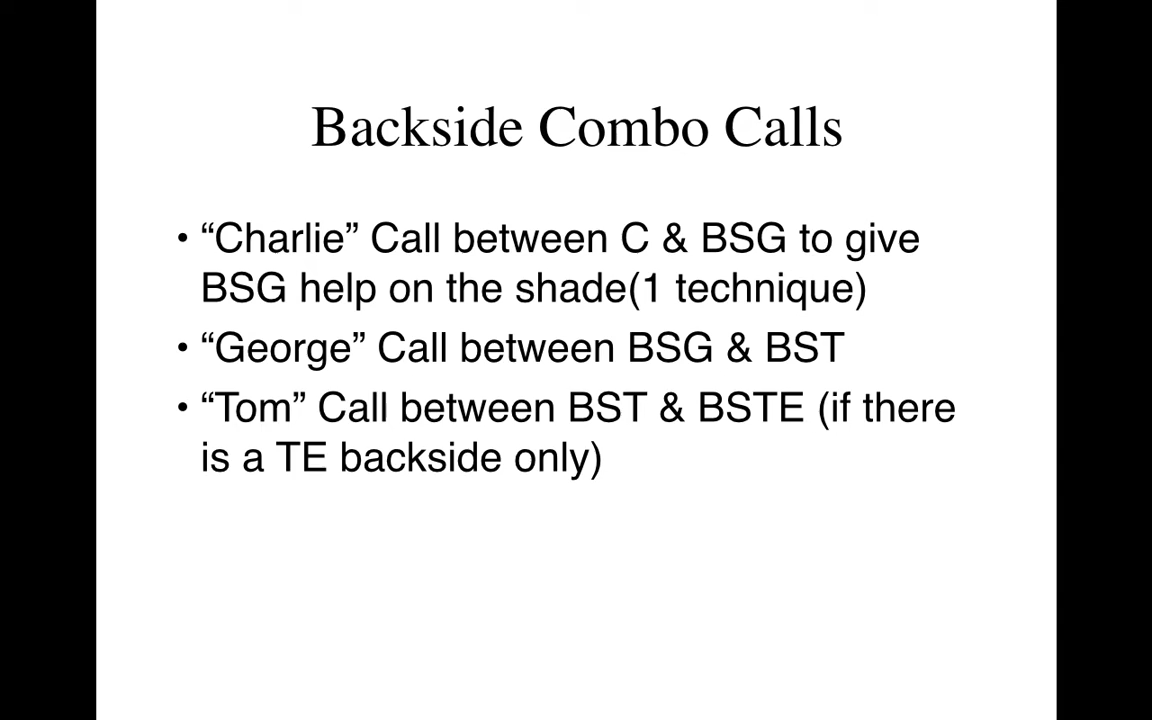 Backside Combo Calls
• “Charlie” Call between C & BSG to give
BSG help on the shade(1 technique)
• “George” Call between BSG & BST
• “Tom” Call between BST & BSTE (if there
is a TE backside only)